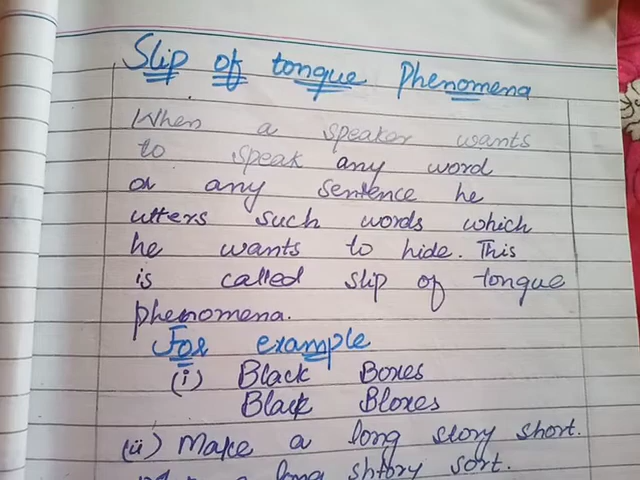 Slip of tongue Phenomena
When a speaker wants
to speak any word
or any sentence he
utters such words which
he wants to hide. This
is called slip of tongue
phenomena.
For example
(i) Black Boxes
Black Bloxes
(ii) Make a long story short.
a long shtory sort.